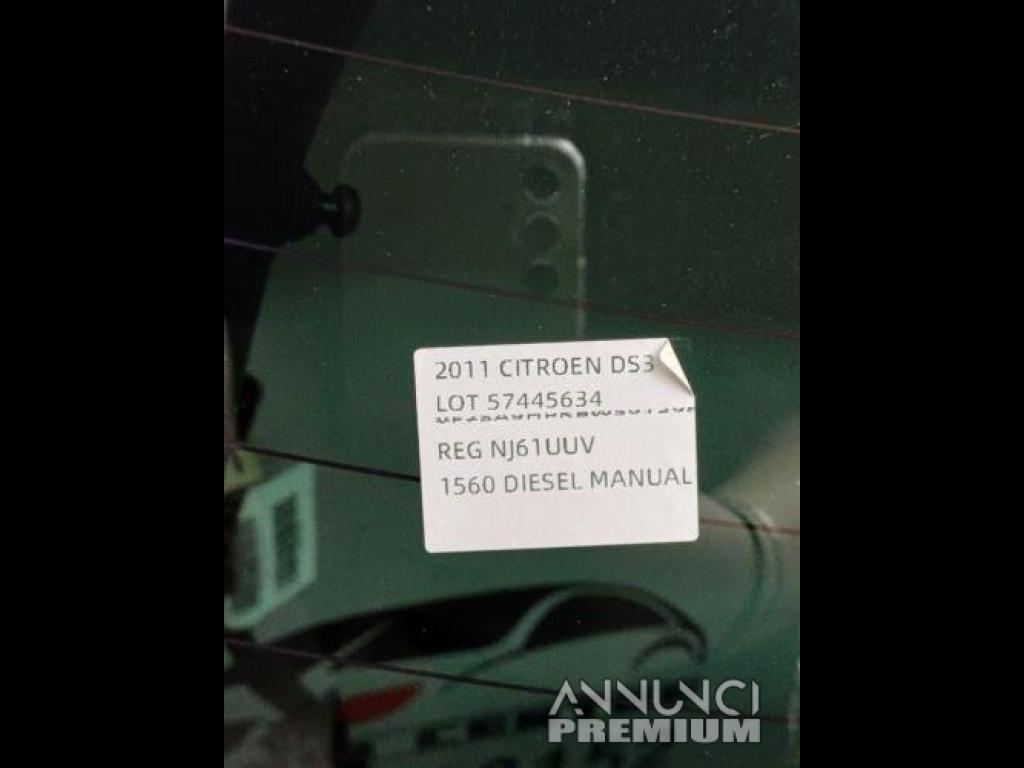 2011 CITROEN DS3
LOT 57445634
REG NJ61UUV
1560 DIESEL MANUAL
ANNUNCI
PREMIUM